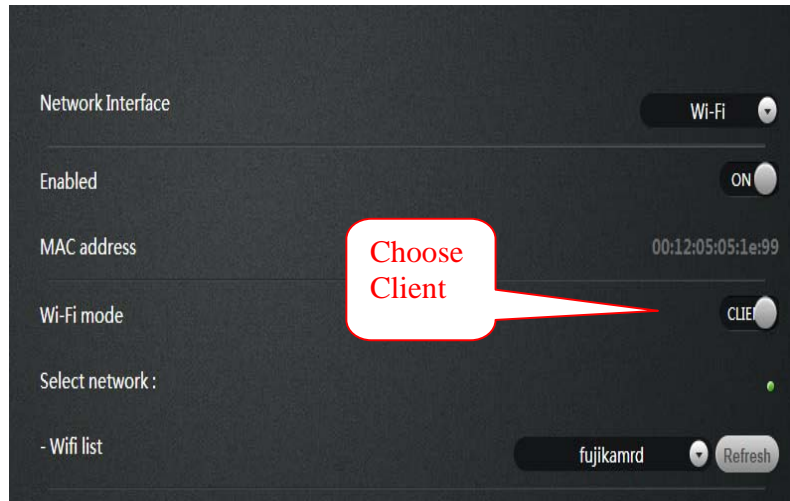 Network Interface
Wi-Fi
Enabled
ON
MAC address
00:12:05:05:1e:99
Choose
Client
Wi-Fi mode
CLIE
Select network :
- Wifi list
fujikamrd
Refresh